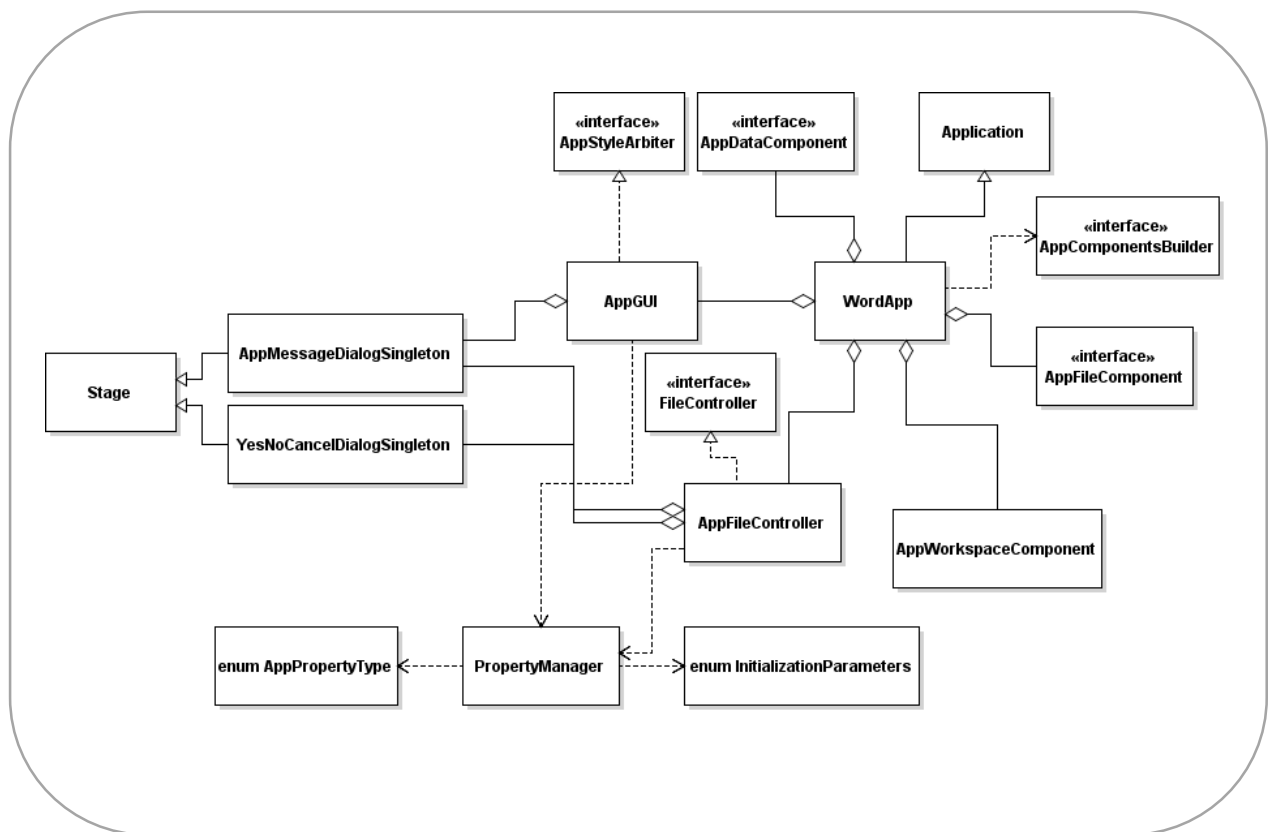 «interface»
AppStyleArbiter
«interface»
AppDataComponent
Application
«interface»
AppComponentsBuilder
AppGUI
WordApp
AppMessageDialogSingleton
«interface»
AppFileComponent
Stage
«interface»
FileController
YesNoCancelDialogSingleton
AppFileController
AppWorkspaceComponent
enum AppPropertyType
PropertyManager
enum InitializationParameters